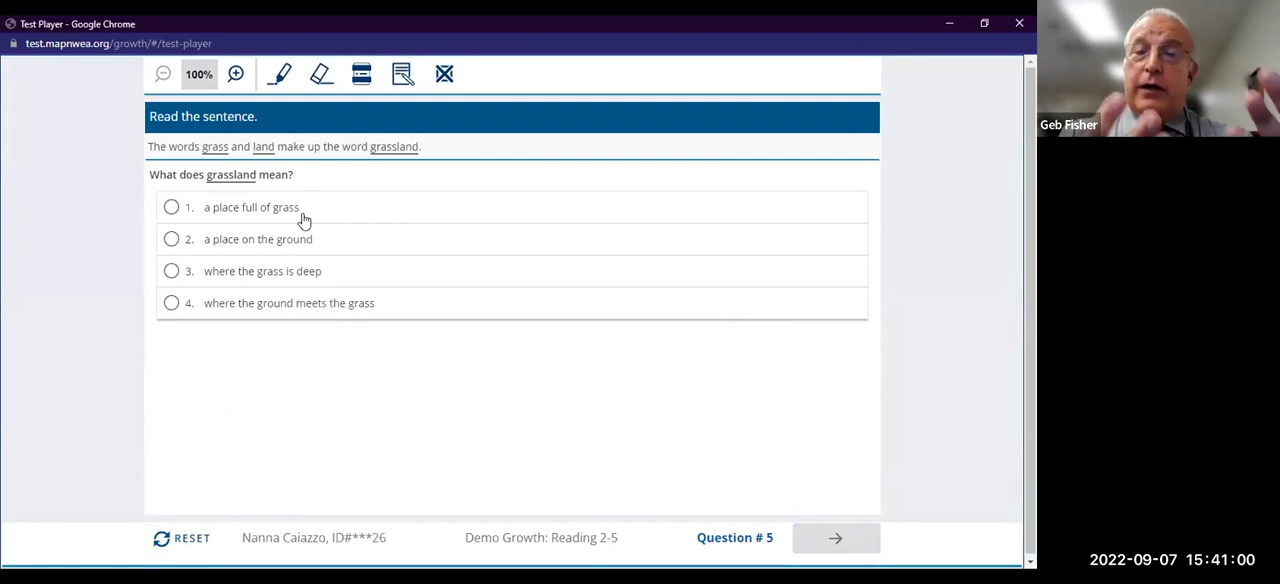 Test Player - Google Chrome
test.mapnwea.org/growth/#/test-player
100%
Read the sentence.
The words grass and land make up the word grassland.
What does grassland mean?
1. a place full of grass
2. a place on the ground
3. where the grass is deep
4. where the ground meets the grass
RESET Nanna Caiazzo, ID#***26 Demo Growth: Reading 2-5 Question # 5
Geb Fisher
2022-09-07 15:41:00